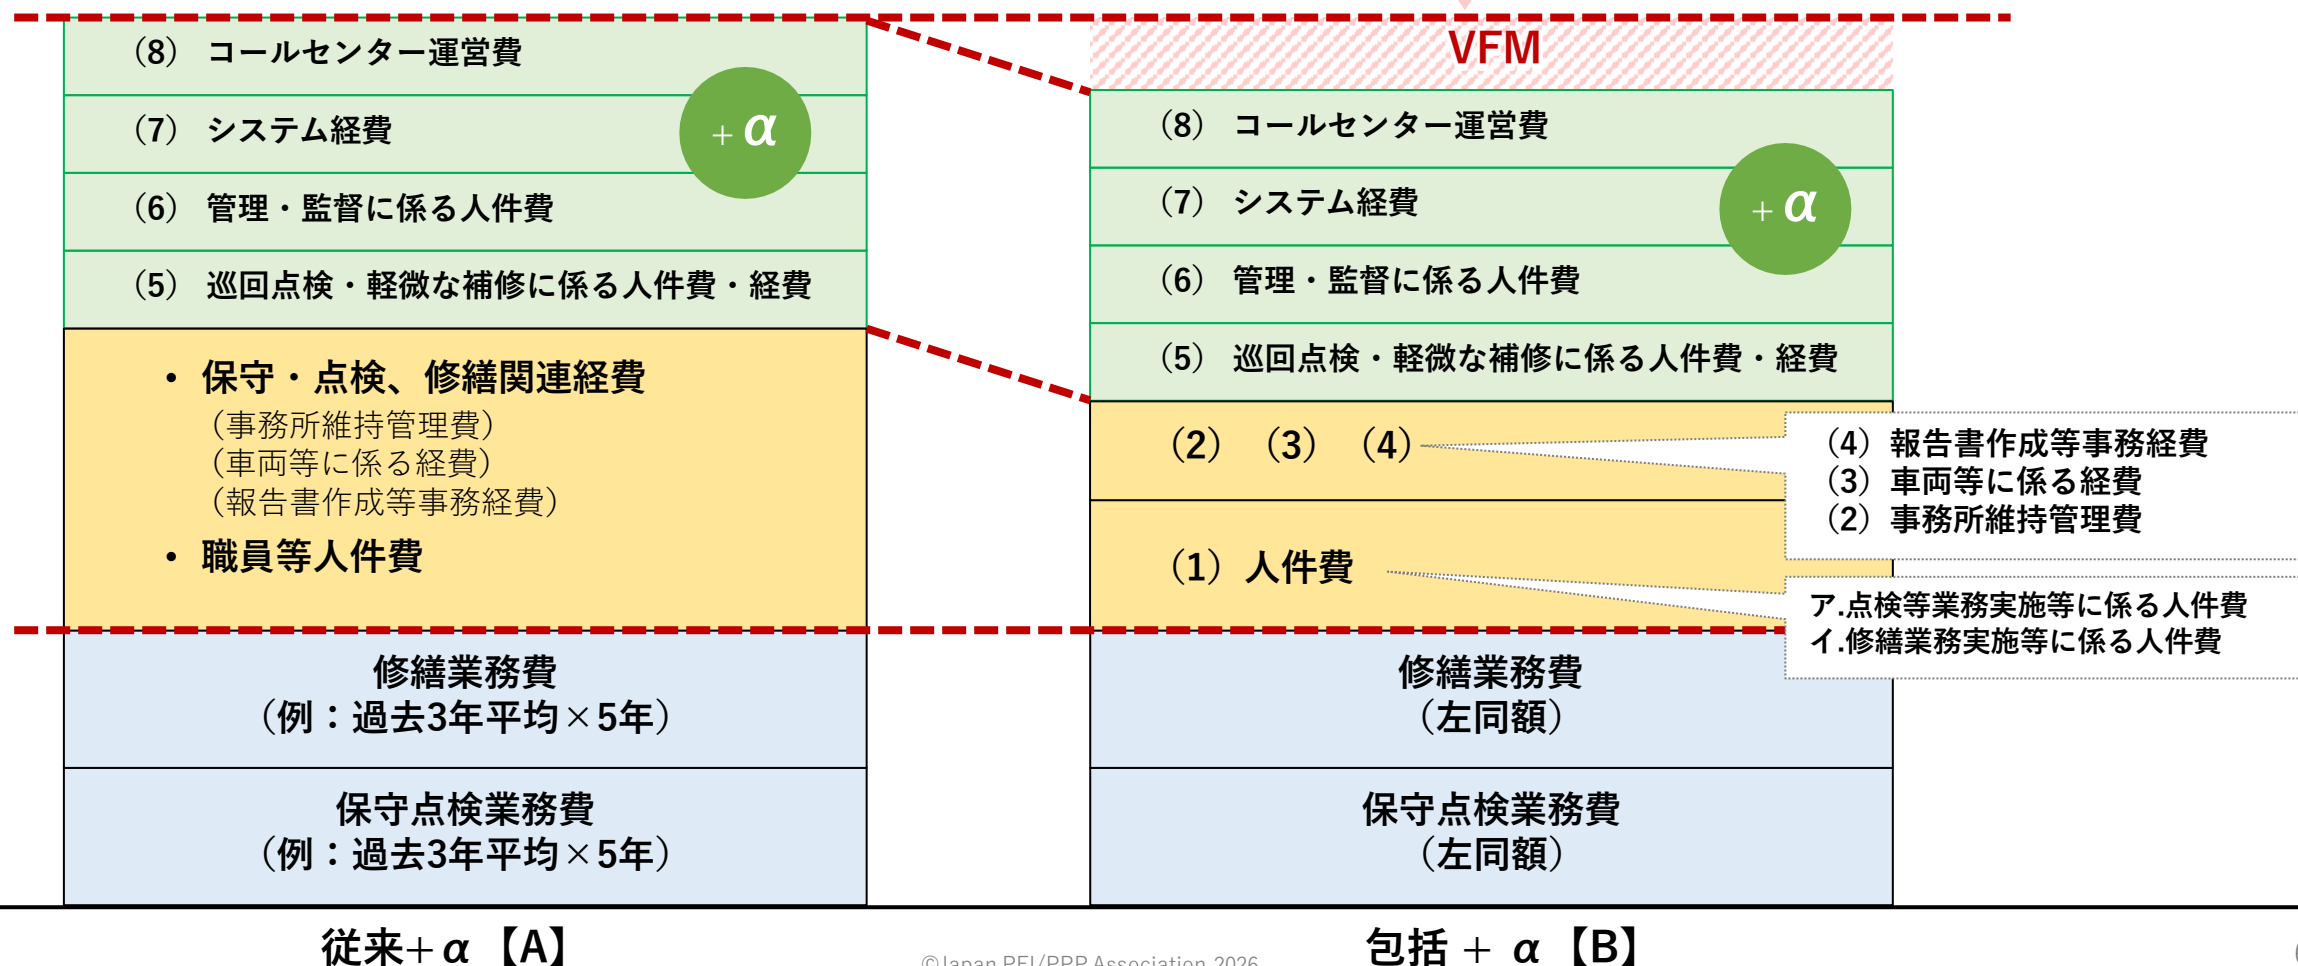 (8) コールセンター運営費
(7) システム経費
(6) 管理・監督に係る人件費
(5) 巡回点検・軽微な補修に係る人件費・経費
+ α
• 保守・点検、修繕関連経費
（事務所維持管理費）
（車両等に係る経費）
（報告書作成等事務経費）
• 職員等人件費
修繕業務費
（例：過去3年平均×5年）
保守点検業務費
（例：過去3年平均×5年）
従来+α【A】
VFM
(8) コールセンター運営費
(7) システム経費
(6) 管理・監督に係る人件費
(5) 巡回点検・軽微な補修に係る人件費・経費
+ α
（2）（3）（4）
（4）報告書作成等事務経費
（3）車両等に係る経費
（2）事務所維持管理費
（1）人件費
ア.点検等業務実施等に係る人件費
イ.修繕業務実施等に係る人件費
修繕業務費
（左同額）
保守点検業務費
（左同額）
包括 + α【B】
©Japan PFI/PPP Association 2026